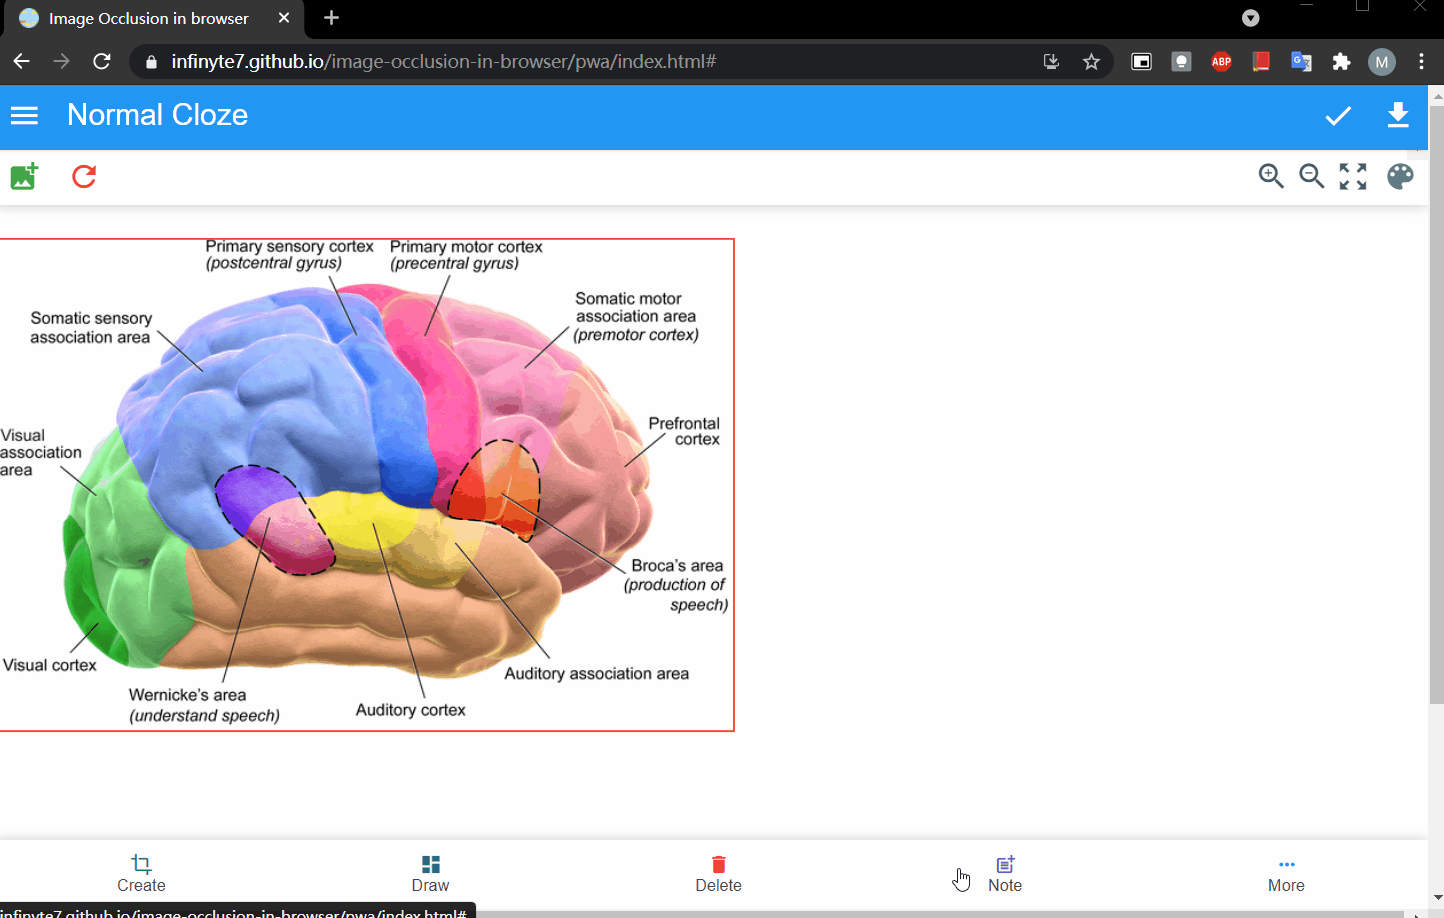 Image Occlusion in browser
infinyte7.github.io/image-occlusion-in-browser/pwa/index.html#
ABP
G
M
Normal Cloze
Primary sensory cortex
(postcentral gyrus)
Primary motor cortex
(precentral gyrus)
Somatic motor
association area
(premotor cortex)
Somatic sensory
association area
Prefrontal
cortex
Visual
association
area
Broca's area
(production of
speech)
Visual cortex
Auditory association area
Wernicke's area
(understand speech)
Auditory cortex
Create
Draw
Delete
Note
More
infinyte7.github.io/image-occlusion-in-browser/pwa/index.html#